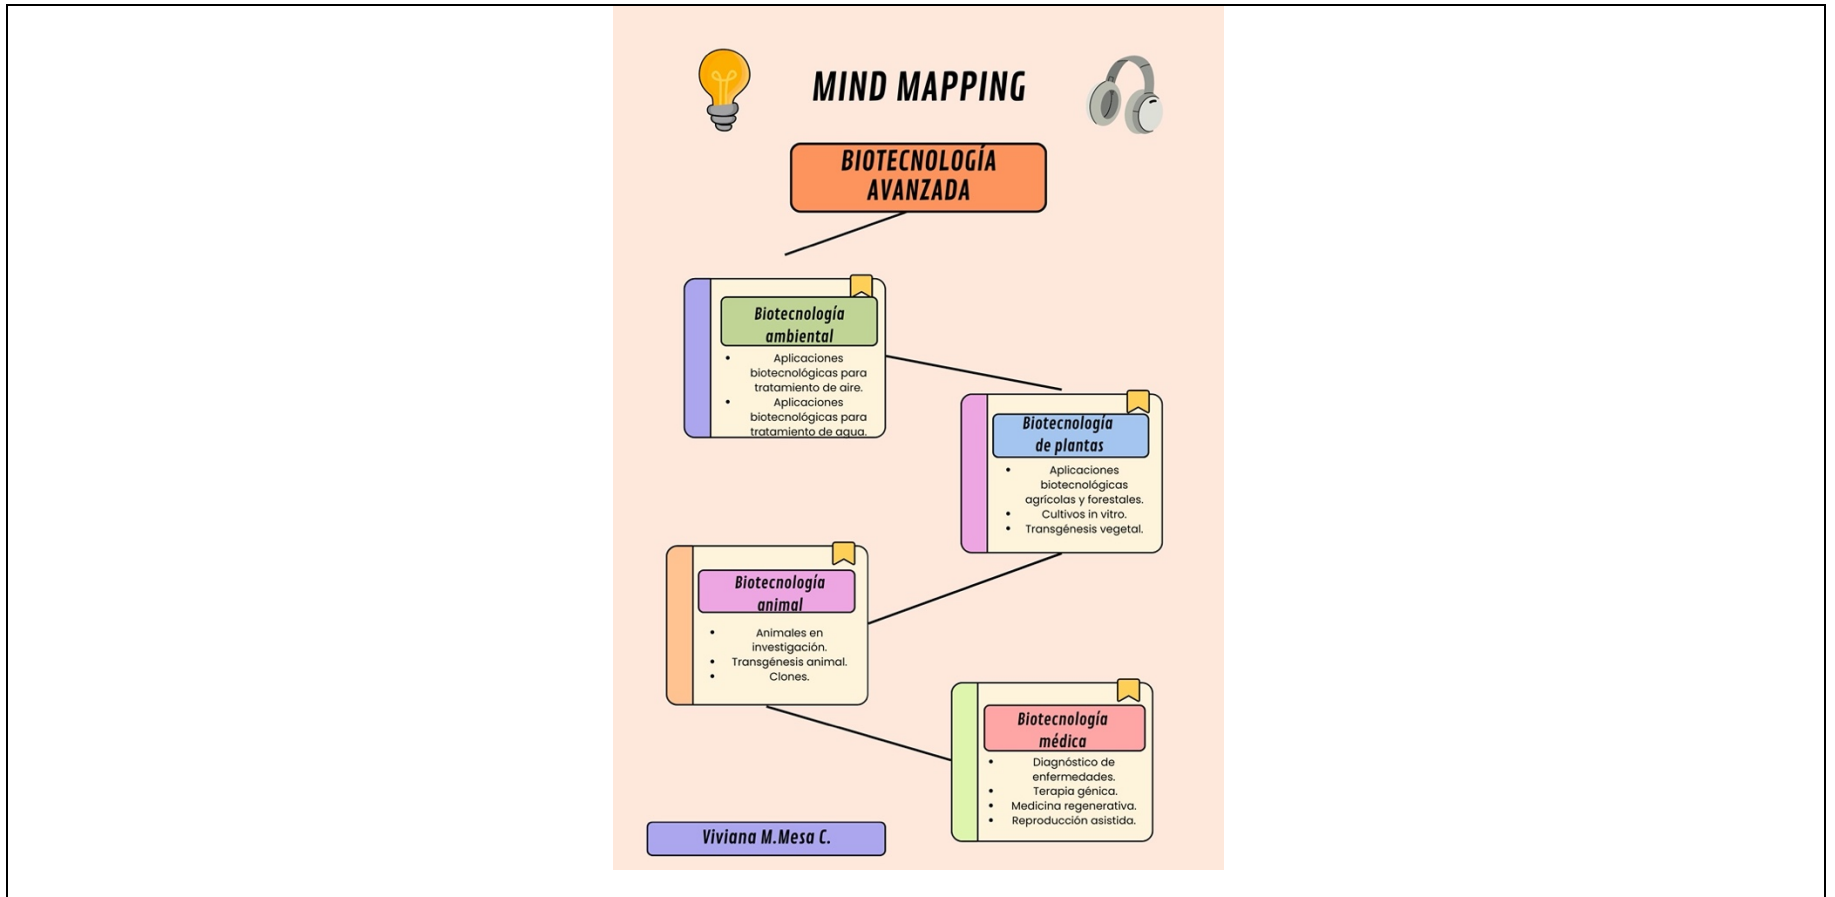 MIND MAPPING
BIOTECNOLOGÍA
AVANZADA
Biotecnología
ambiental
• Aplicaciones
biotecnológicas para
tratamiento de aire.
• Aplicaciones
biotecnológicas para
tratamiento de agua.
Biotecnología
de plantas
• Aplicaciones
biotecnológicas
agrícolas y forestales.
• Cultivos in vitro.
• Transgénesis vegetal.
Biotecnología
animal
• Animales en
investigación.
• Transgénesis animal.
• Clones.
Biotecnología
médica
• Diagnóstico de
enfermedades.
• Terapia génica.
• Medicina regenerativa.
• Reproducción asistida.
Viviana M.Mesa C.